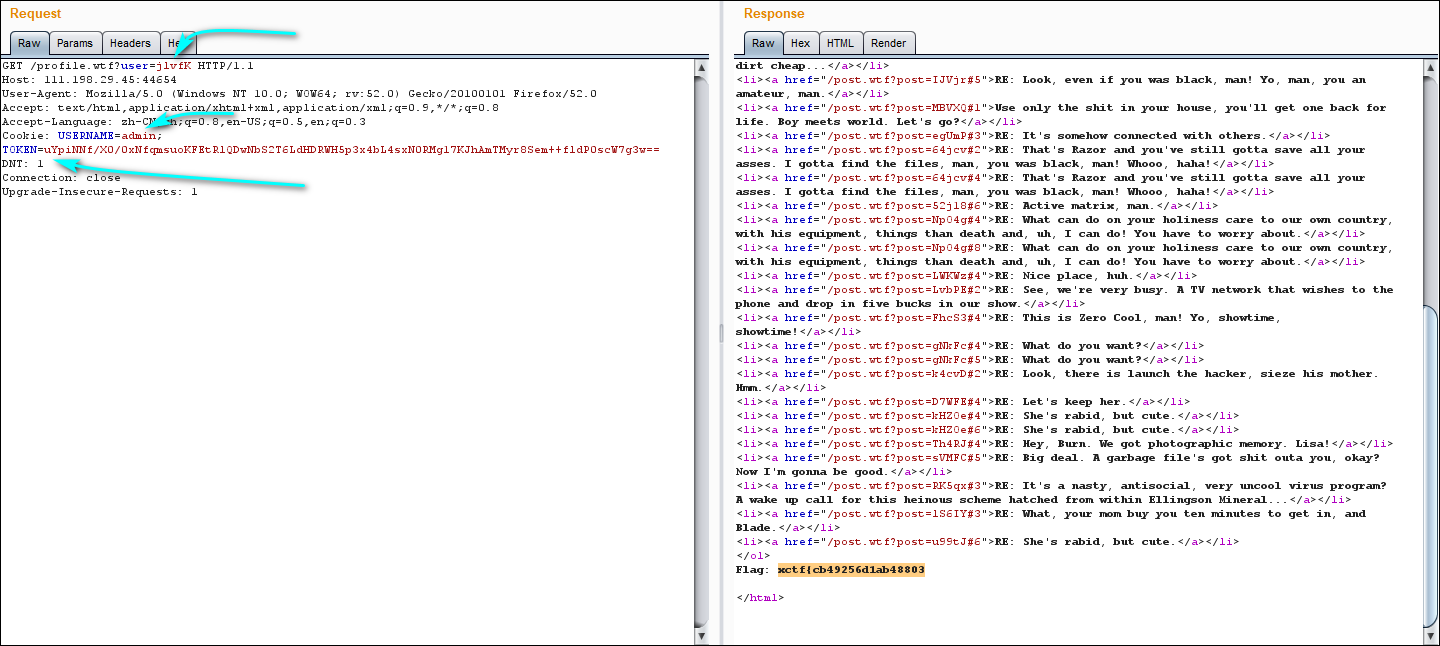 Request
Raw Params Headers
GET /profile.wtf?user=jlvfK HTTP/1.1
Host: 111.198.29.45:44654
User-Agent: Mozilla/5.0 (Windows NT 10.0; WOW64; rv:52.0) Gecko/20100101 Firefox/52.0
Accept: text/html,application/xhtml+xml,application/xml;q=0.9,*/*;q=0.8
Accept-Language: q=0.8,en-US;q=0.5,en;q=0.3
Cookie: USERNAME=admin;
DNT: 1
Connection: close
Upgrade-Insecure-Requests: 1
Response
Raw Hex HTML Render
dirt cheap...</a></li>
<li><a href="/post.wtf?post=IJVjr#5">RE: Look, even if you was black, man! Yo, man, you an
amateur, man.</a></li>
<li><a href="/post.wtf?post=MBVXQ#1">Use only the shit in your house, you'll get one back for
life. Boy meets world. Let's go?</a></li>
<li><a href="/post.wtf?post=egUmP#3">RE: It's somehow connected with others.</a></li>
<li><a href="/post.wtf?post=64jcv#2">RE: That's Razor and you've still gotta save all your
asses. I gotta find the files, man, you was black, man! Whooo, haha!</a></li>
<li><a href="/post.wtf?post=64jcv#4">RE: That's Razor and you've still gotta save all your
asses. I gotta find the files, man, you was black, man! Whooo, haha!</a></li>
<li><a href="/post.wtf?post=52jl8#6">RE: Active matrix, man.</a></li>
<li><a href="/post.wtf?post=Np04g#4">RE: What can do on your holiness care to our own country,
with his equipment, things than death and, uh, I can do! You have to worry about.</a></li>
<li><a href="/post.wtf?post=Np04g#8">RE: What can do on your holiness care to our own country,
with his equipment, things than death and, uh, I can do! You have to worry about.</a></li>
<li><a href="/post.wtf?post=LWKWz#4">RE: Nice place, huh.</a></li>
<li><a href="/post.wtf?post=LvbPE#2">RE: See, we're very busy. A TV network that wishes to the
phone and drop in five bucks in our show.</a></li>
<li><a href="/post.wtf?post=FhcS3#4">RE: This is Zero Cool, man! Yo, showtime,
showtime!</a></li>
<li><a href="/post.wtf?post=gNkFc#4">RE: What do you want?</a></li>
<li><a href="/post.wtf?post=gNkFc#5">RE: What do you want?</a></li>
<li><a href="/post.wtf?post=k4cvD#2">RE: Look, there is launch the hacker, sieze his mother.
Hmm.</a></li>
<li><a href="/post.wtf?post=D7WFE#4">RE: Let's keep her.</a></li>
<li><a href="/post.wtf?post=kHZ0e#4">RE: She's rabid, but cute.</a></li>
<li><a href="/post.wtf?post=kHZ0e#6">RE: She's rabid, but cute.</a></li>
<li><a href="/post.wtf?post=Th4RJ#4">RE: Hey, Burn. We got photographic memory. Lisa!</a></li>
<li><a href="/post.wtf?post=sVMFC#5">RE: Big deal. A garbage file's got shit outa you, okay?
Now I'm gonna be good.</a></li>
<li><a href="/post.wtf?post=RK5qx#3">RE: It's a nasty, antisocial, very uncool virus program?
A wake up call for this heinous scheme hatched from within Ellingson Mineral...</a></li>
<li><a href="/post.wtf?post=lS6IY#3">RE: What, your mom buy you ten minutes to get in, and
Blade.</a></li>
<li><a href="/post.wtf?post=u99tJ#6">RE: She's rabid, but cute.</a></li>
</ol>
Flag: xctf{cb49256d1ab48803
</html>